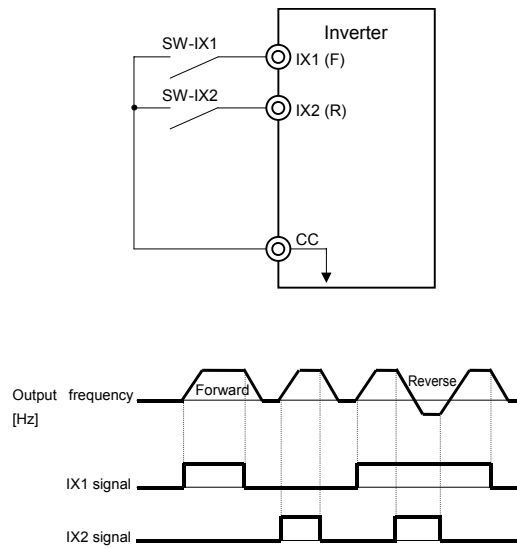 Inverter
SW-IX1
IX1 (F)
SW-IX2
IX2 (R)
CC
Forward
Reverse
Output frequency
[Hz]
IX1 signal
IX2 signal